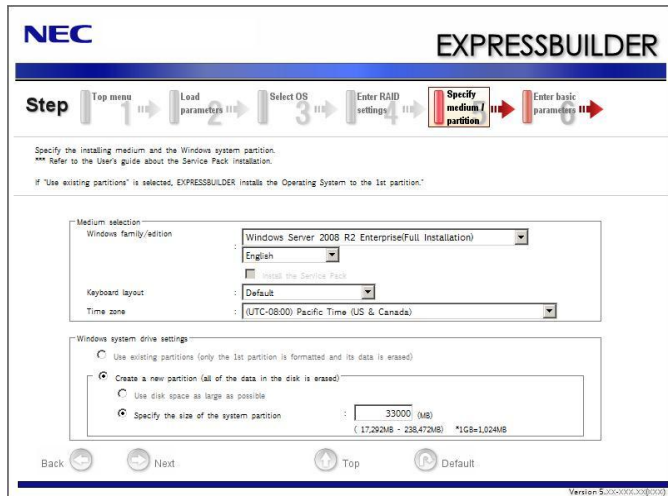 NEC
EXPRESSBUILDER
Step
Top menu
1
Load
parameters
2
Select OS
3
Enter RAID
settings
4
Specify
medium /
partition
5
Enter basic
parameters
6
Specify the installing medium and the Windows system partition.
*** Refer to the User's guide about the Service Pack installation.
If "Use existing partitions" is selected, EXPRESSBUILDER installs the Operating System to the 1st partition."
Medium selection
Windows family/edition : Windows Server 2008 R2 Enterprise(Full Installation)
English
Install the Service Pack
Keyboard layout : Default
Time zone : (UTC-08:00) Pacific Time (US & Canada)
Windows system drive settings
Use existing partitions (only the 1st partition is formatted and its data is erased)
Create a new partition (all of the data in the disk is erased)
Use disk space as large as possible
Specify the size of the system partition : 33000 (MB)
( 17,292MB - 238,472MB) *1GB=1,024MB
Back
Next
Top
Default
Version 5.XX-XXX.XX(XXX)